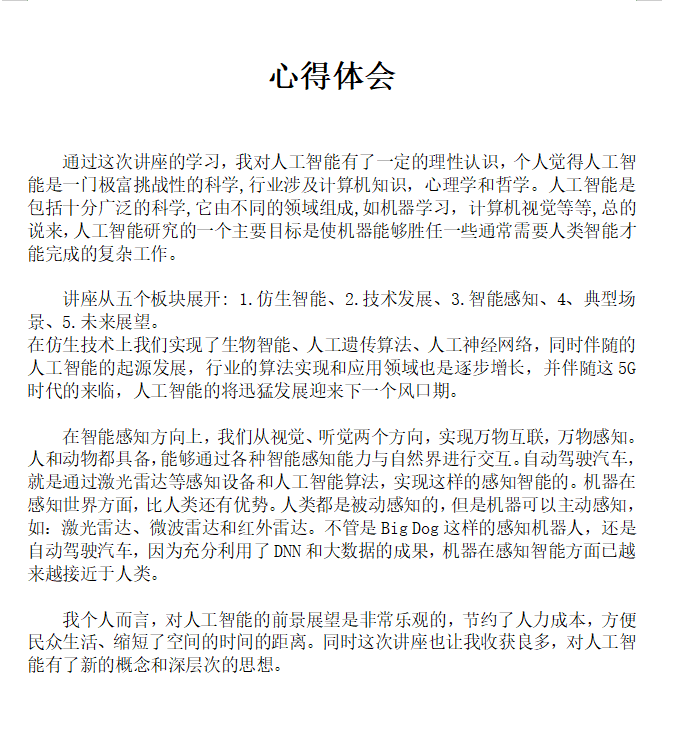 心得体会
通过这次讲座的学习，我对人工智能有了一定的理性认识，个人觉得人工智
能是一门极富挑战性的科学,行业涉及计算机知识，心理学和哲学。人工智能是
包括十分广泛的科学,它由不同的领域组成,如机器学习，计算机视觉等等,总的
说来,人工智能研究的一个主要目标是使机器能够胜任一些通常需要人类智能才
能完成的复杂工作。
讲座从五个板块展开：1.仿生智能、2.技术发展、3.智能感知、4、典型场
景、5.未来展望。
在仿生技术上我们实现了生物智能、人工遗传算法、人工神经网络，同时伴随的
人工智能的起源发展，行业的算法实现和应用领域也是逐步增长，并伴随这 5G
时代的来临，人工智能的将迅猛发展迎来下一个风口期。
在智能感知方向上，我们从视觉、听觉两个方向，实现万物互联，万物感知。
人和动物都具备,能够通过各种智能感知能力与自然界进行交互。自动驾驶汽车，
就是通过激光雷达等感知设备和人工智能算法，实现这样的感知智能的。机器在
感知世界方面，比人类还有优势。人类都是被动感知的，但是机器可以主动感知，
如：激光雷达、微波雷达和红外雷达。不管是 Big Dog 这样的感知机器人，还是
自动驾驶汽车，因为充分利用了 DNN 和大数据的成果，机器在感知智能方面已越
来越接近于人类。
我个人而言，对人工智能的前景展望是非常乐观的，节约了人力成本，方便
民众生活、缩短了空间的时间的距离。同时这次讲座也让我收获良多，对人工智
能有了新的概念和深层次的思想。